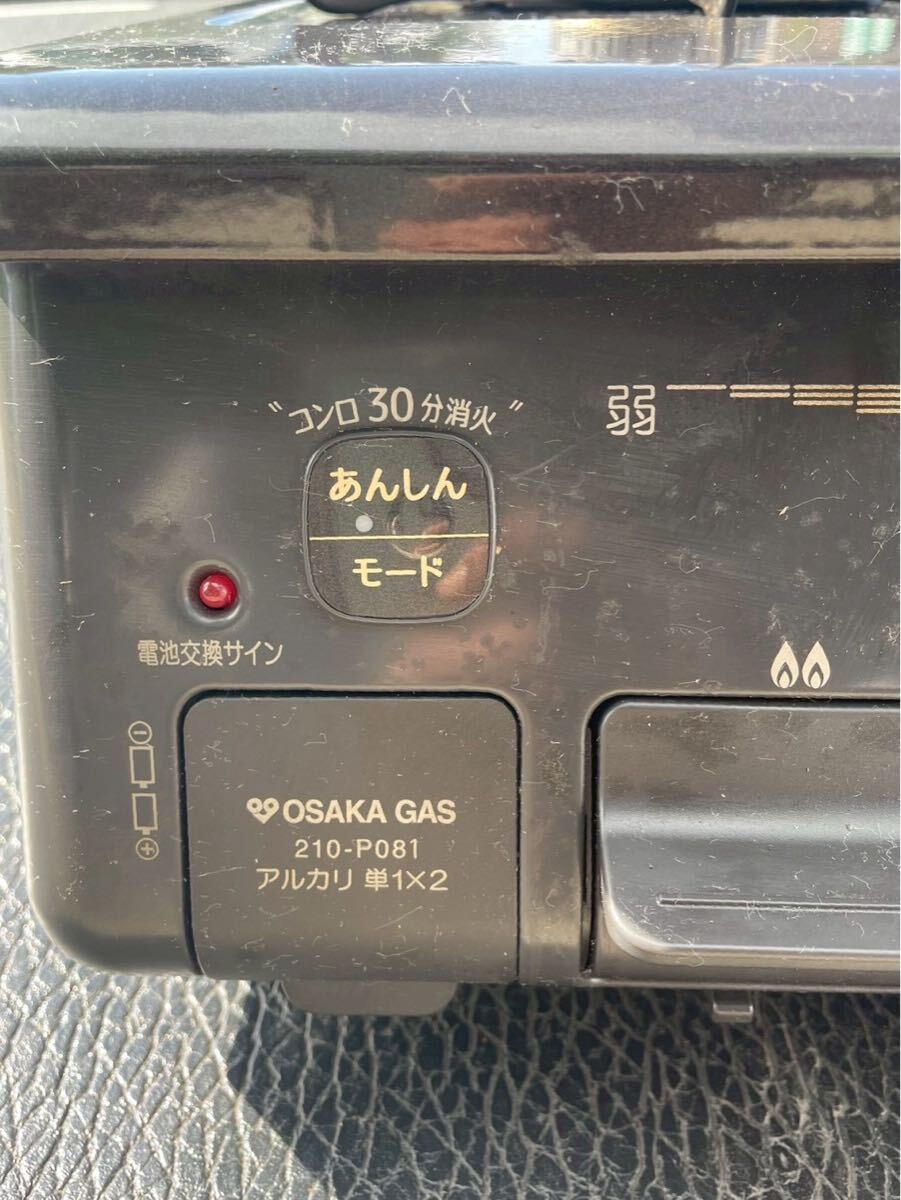 “コンロ30分消火”
弱
あんしん
モード
電池交換サイン
OSAKA GAS
210-P081
アルカリ 単1×2